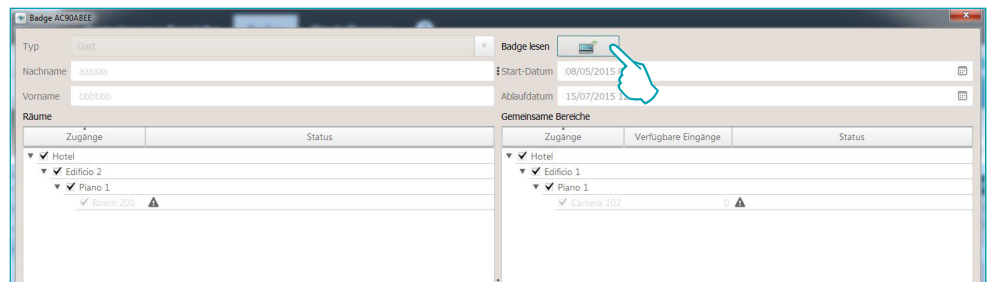 Badge AC90ABEE
Typ Gast
Badge lesen
Nachname aaaaaa
Start-Datum 08/05/2015
Vorname bbbbbb
Ablaufdatum 15/07/2015
Räume
Gemeinsame Bereiche
Zugänge Status
Zugänge Verfügbare Eingänge Status
Hotel
Hotel
Edificio 2
Edificio 1
Piano 1
Piano 1
Room 201
Camera 102 0